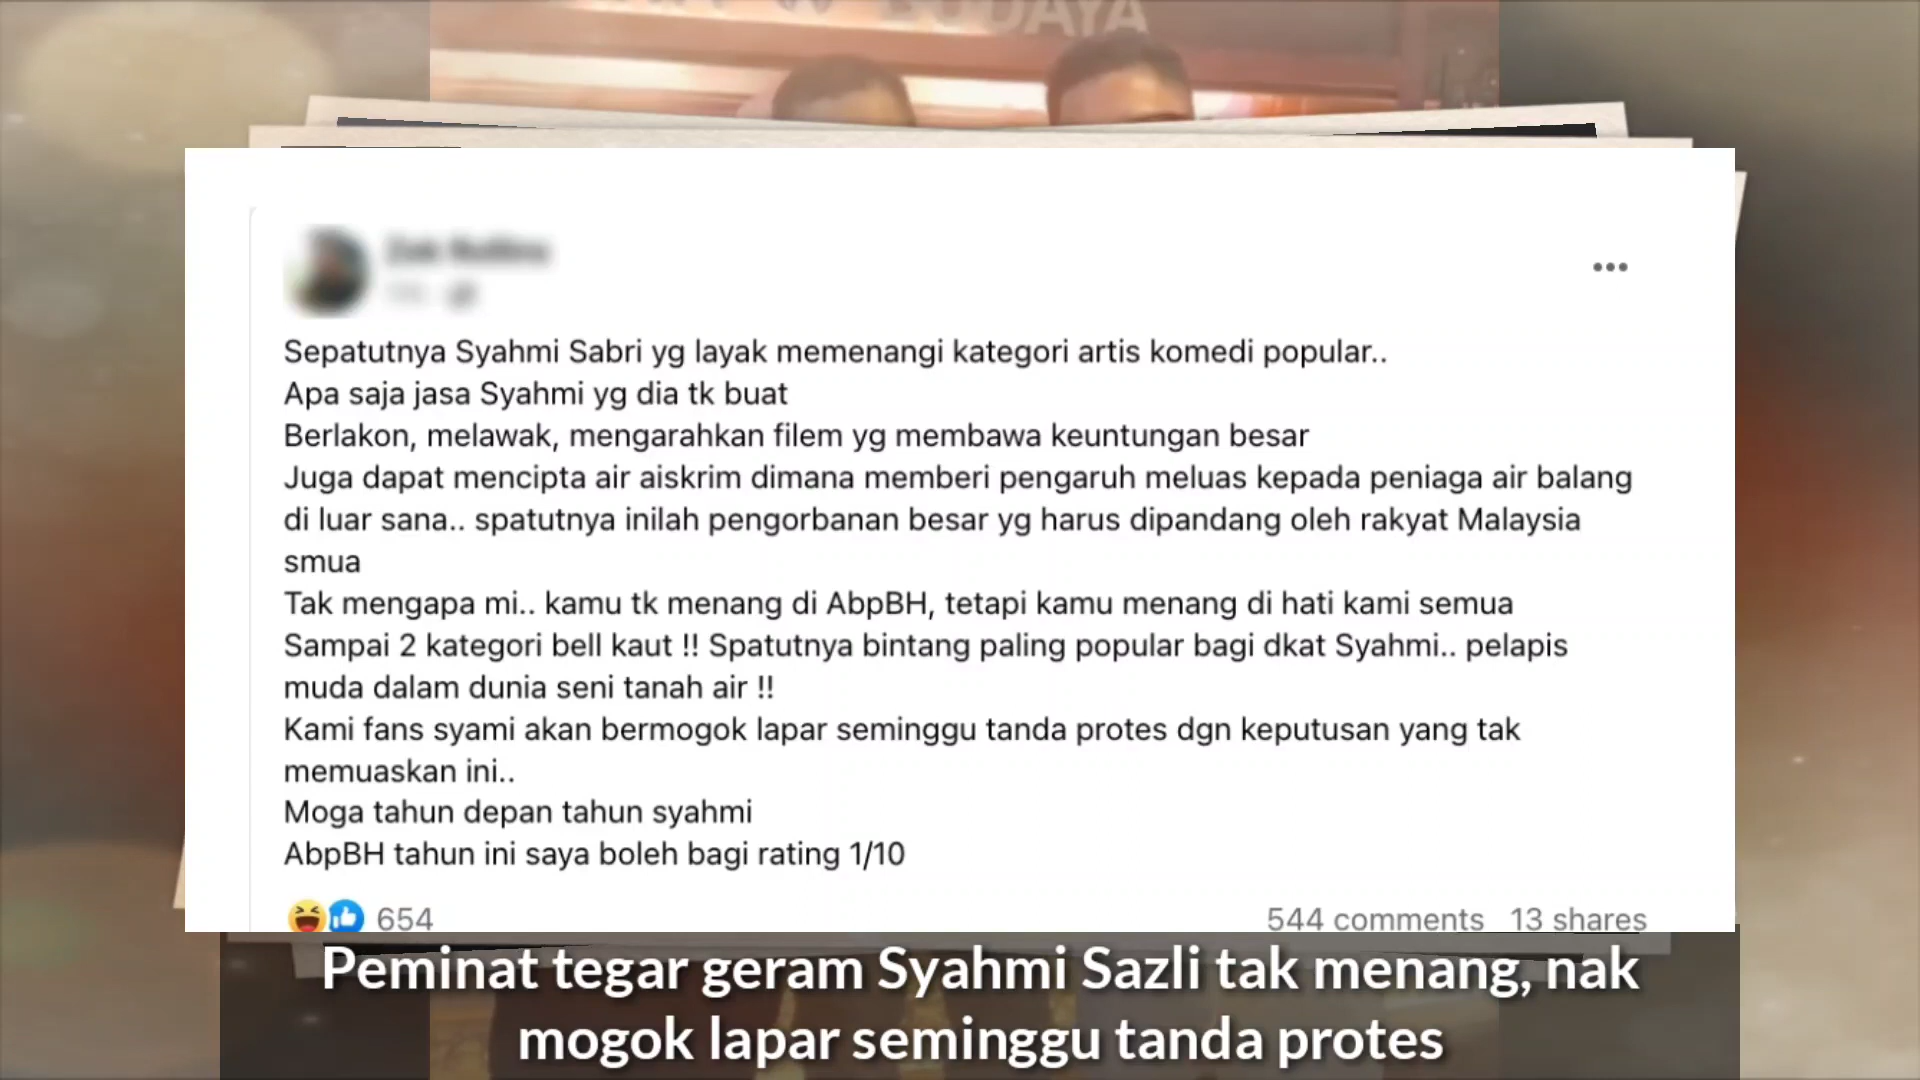 BUDAYA
Sepatutnya Syahmi Sabri yg layak memenangi kategori artis komedi popular..
Apa saja jasa Syahmi yg dia tk buat
Berlakon, melawak, mengarahkan filem yg membawa keuntungan besar
Juga dapat mencipta air aiskrim dimana memberi pengaruh meluas kepada peniaga air balang
di luar sana.. spatutnya inilah pengorbanan besar yg harus dipandang oleh rakyat Malaysia
smua
Tak mengapa mi.. kamu tk menang di AbpBH, tetapi kamu menang di hati kami semua
Sampai 2 kategori bell kaut !! Spatutnya bintang paling popular bagi dkat Syahmi.. pelapis
muda dalam dunia seni tanah air !!
Kami fans syami akan bermogok lapar seminggu tanda protes dgn keputusan yang tak
memuaskan ini..
Moga tahun depan tahun syahmi
AbpBH tahun ini saya boleh bagi rating 1/10
654
544 comments 13 shares
Peminat tegar geram Syahmi Sazli tak menang, nak
mogok lapar seminggu tanda protes